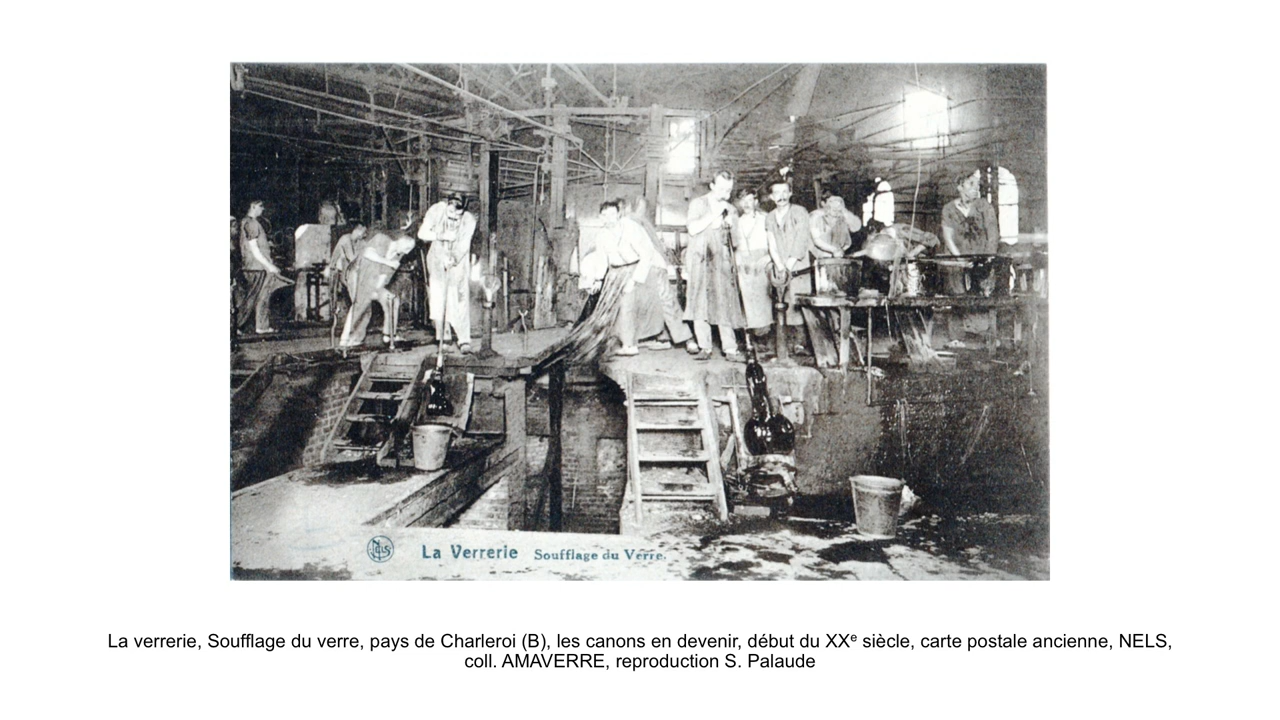 NELS
La Verrerie Soufflage du Verre.
La verrerie, Soufflage du verre, pays de Charleroi (B), les canons en devenir, début du XXᵉ siècle, carte postale ancienne, NELS,
coll. AMAVERRE, reproduction S. Palaude